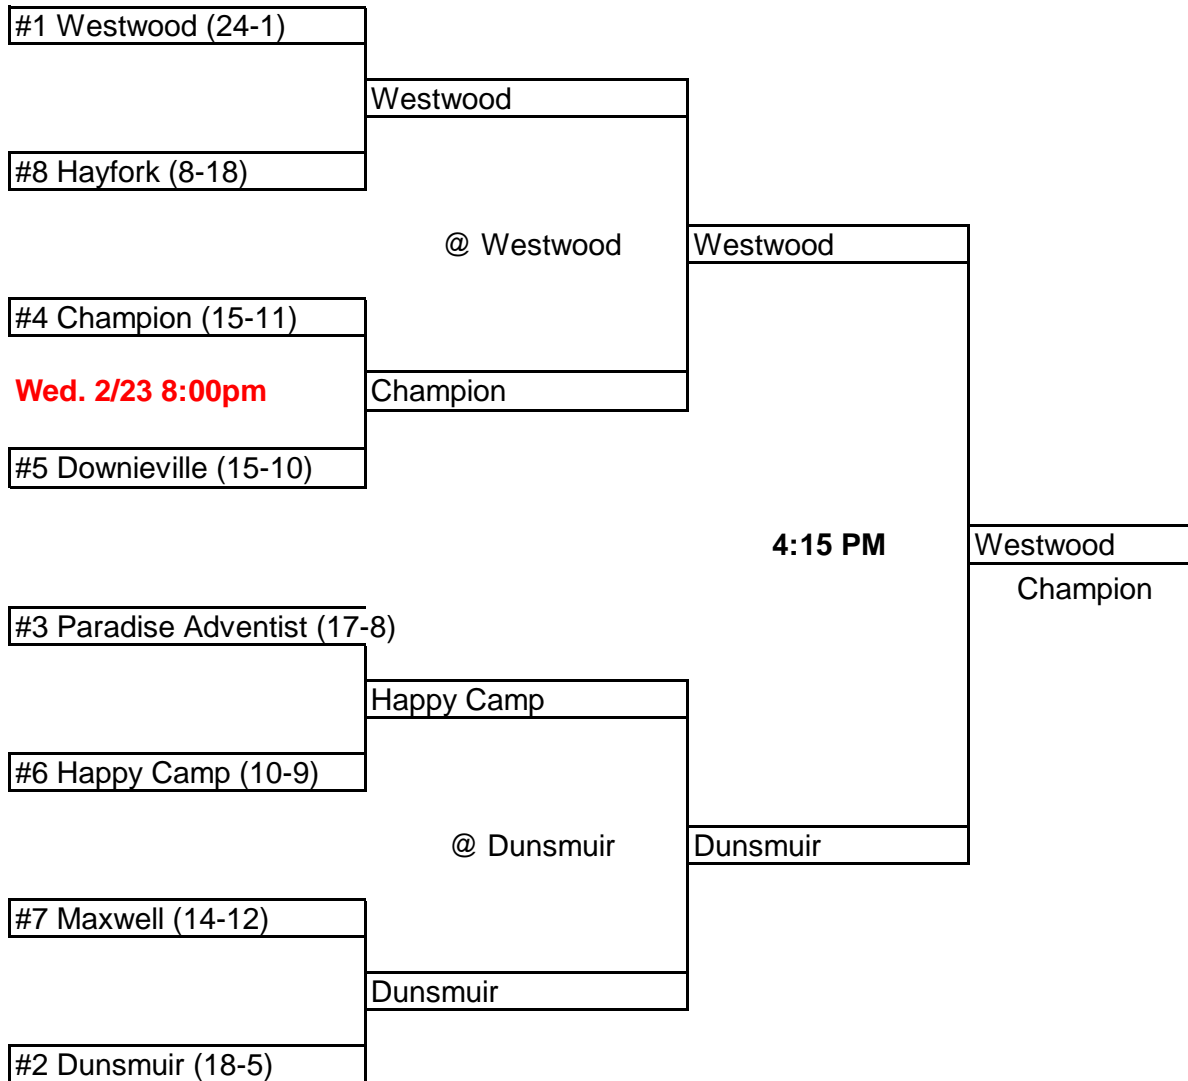 #1 Westwood (24-1)
Westwood
#8 Hayfork (8-18)
@ Westwood
Westwood
#4 Champion (15-11)
Wed. 2/23 8:00pm
Champion
#5 Downieville (15-10)
4:15 PM
Westwood
Champion
#3 Paradise Adventist (17-8)
Happy Camp
#6 Happy Camp (10-9)
@ Dunsmuir
Dunsmuir
#7 Maxwell (14-12)
Dunsmuir
#2 Dunsmuir (18-5)